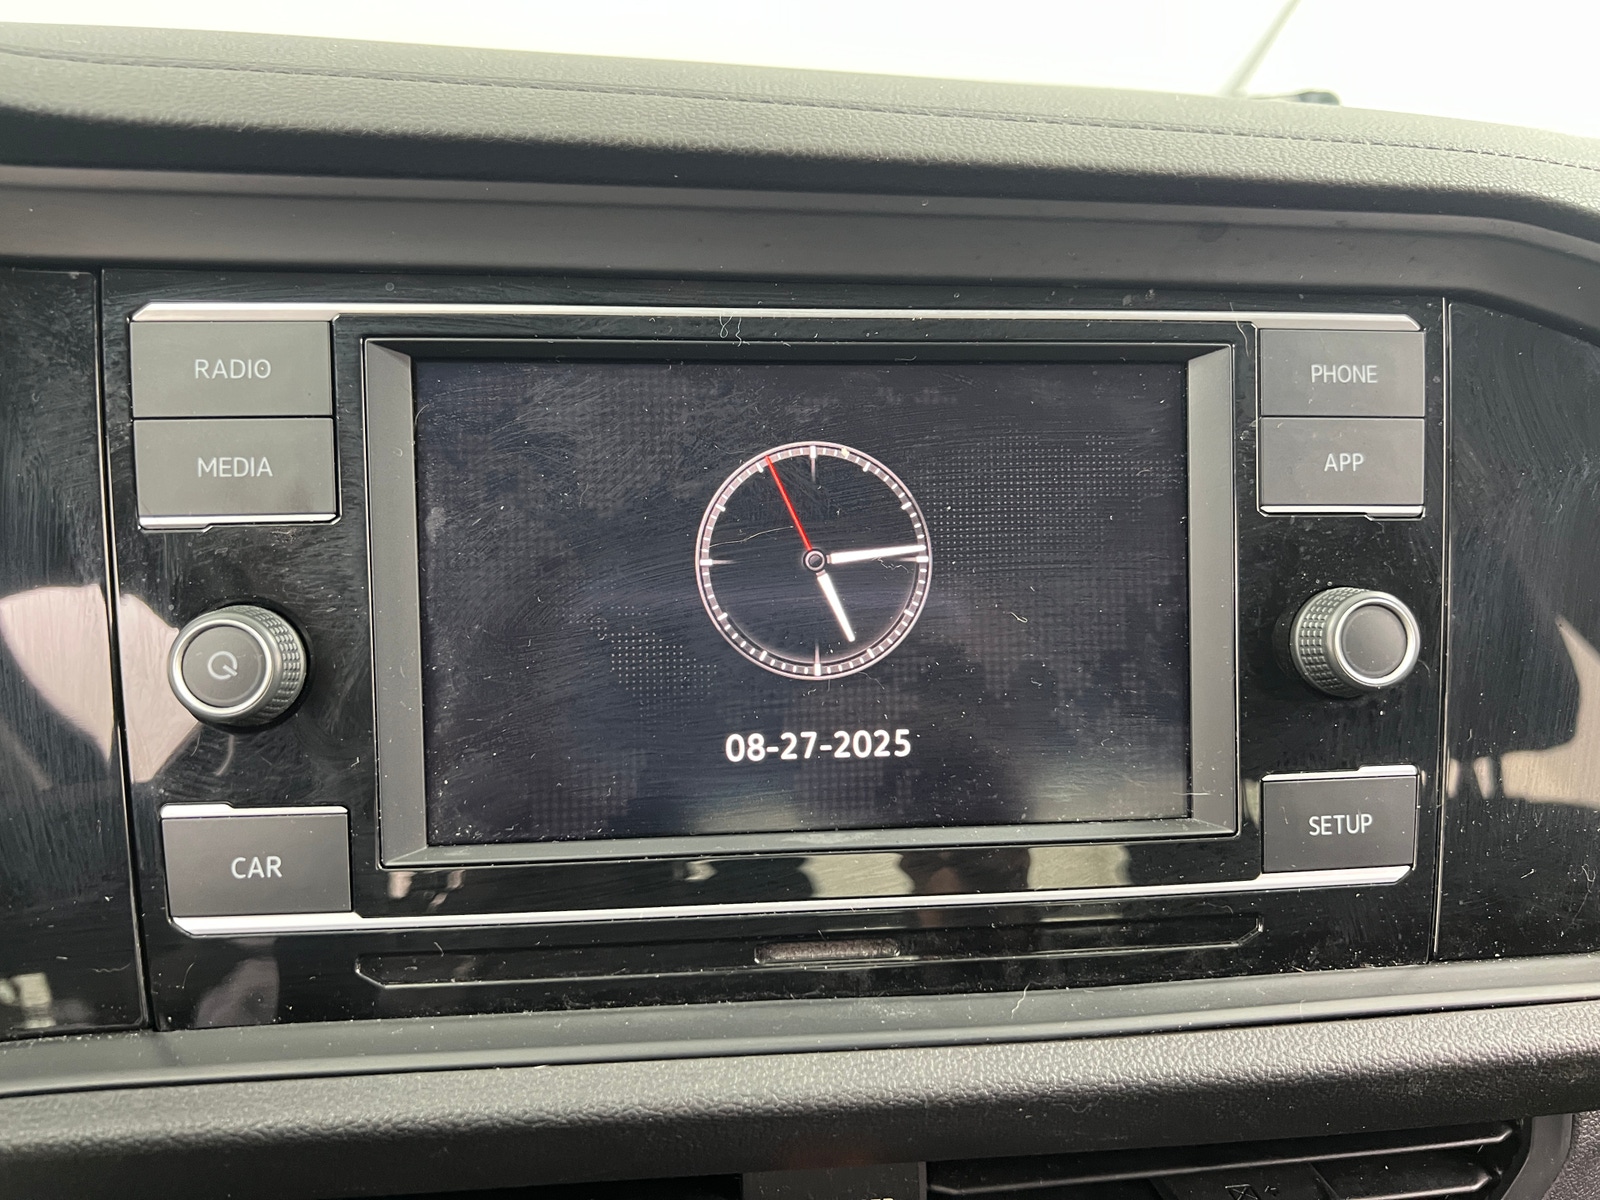 RADIO
PHONE
MEDIA
APP
08-27-2025
CAR
SETUP